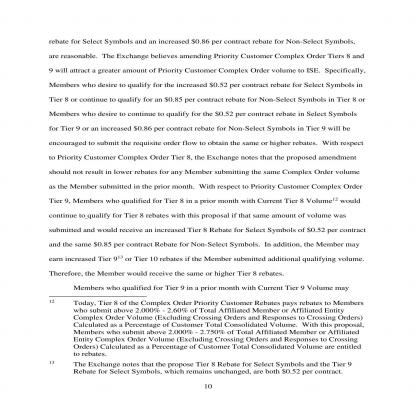 rebate for Select Symbols and an increased $0.86 per contract rebate for Non-Select Symbols,
are reasonable. The Exchange believes amending Priority Customer Complex Order Tiers 8 and
9 will attract a greater amount of Priority Customer Complex Order volume to ISE. Specifically,
Members who desire to qualify for the increased $0.52 per contract rebate for Select Symbols in
Tier 8 or continue to qualify for an $0.85 per contract rebate for Non-Select Symbols in Tier 8 or
Members who desire to continue to qualify for the $0.52 per contract rebate in Select Symbols
for Tier 9 or an increased $0.86 per contract rebate for Non-Select Symbols in Tier 9 will be
encouraged to submit the requisite order flow to obtain the same or higher rebates. With respect
to Priority Customer Complex Order Tier 8, the Exchange notes that the proposed amendment
should not result in lower rebates for any Member submitting the same Complex Order volume
as the Member submitted in the prior month. With respect to Priority Customer Complex Order
Tier 9, Members who qualified for Tier 8 in a prior month with Current Tier 8 Volume12 would
continue to qualify for Tier 8 rebates with this proposal if that same amount of volume was
submitted and would receive an increased Tier 8 Rebate for Select Symbols of $0.52 per contract
and the same $0.85 per contract Rebate for Non-Select Symbols. In addition, the Member may
earn increased Tier 913 or Tier 10 rebates if the Member submitted additional qualifying volume.
Therefore, the Member would receive the same or higher Tier 8 rebates.
Members who qualified for Tier 9 in a prior month with Current Tier 9 Volume may
12 Today, Tier 8 of the Complex Order Priority Customer Rebates pays rebates to Members
who submit above 2.000% - 2.60% of Total Affiliated Member or Affiliated Entity
Complex Order Volume (Excluding Crossing Orders and Responses to Crossing Orders)
Calculated as a Percentage of Customer Total Consolidated Volume. With this proposal,
Members who submit above 2.000% - 2.750% of Total Affiliated Member or Affiliated
Entity Complex Order Volume (Excluding Crossing Orders and Responses to Crossing
Orders) Calculated as a Percentage of Customer Total Consolidated Volume are entitled
to rebates.
13 The Exchange notes that the propose Tier 8 Rebate for Select Symbols and the Tier 9
Rebate for Select Symbols, which remains unchanged, are both $0.52 per contract.
10